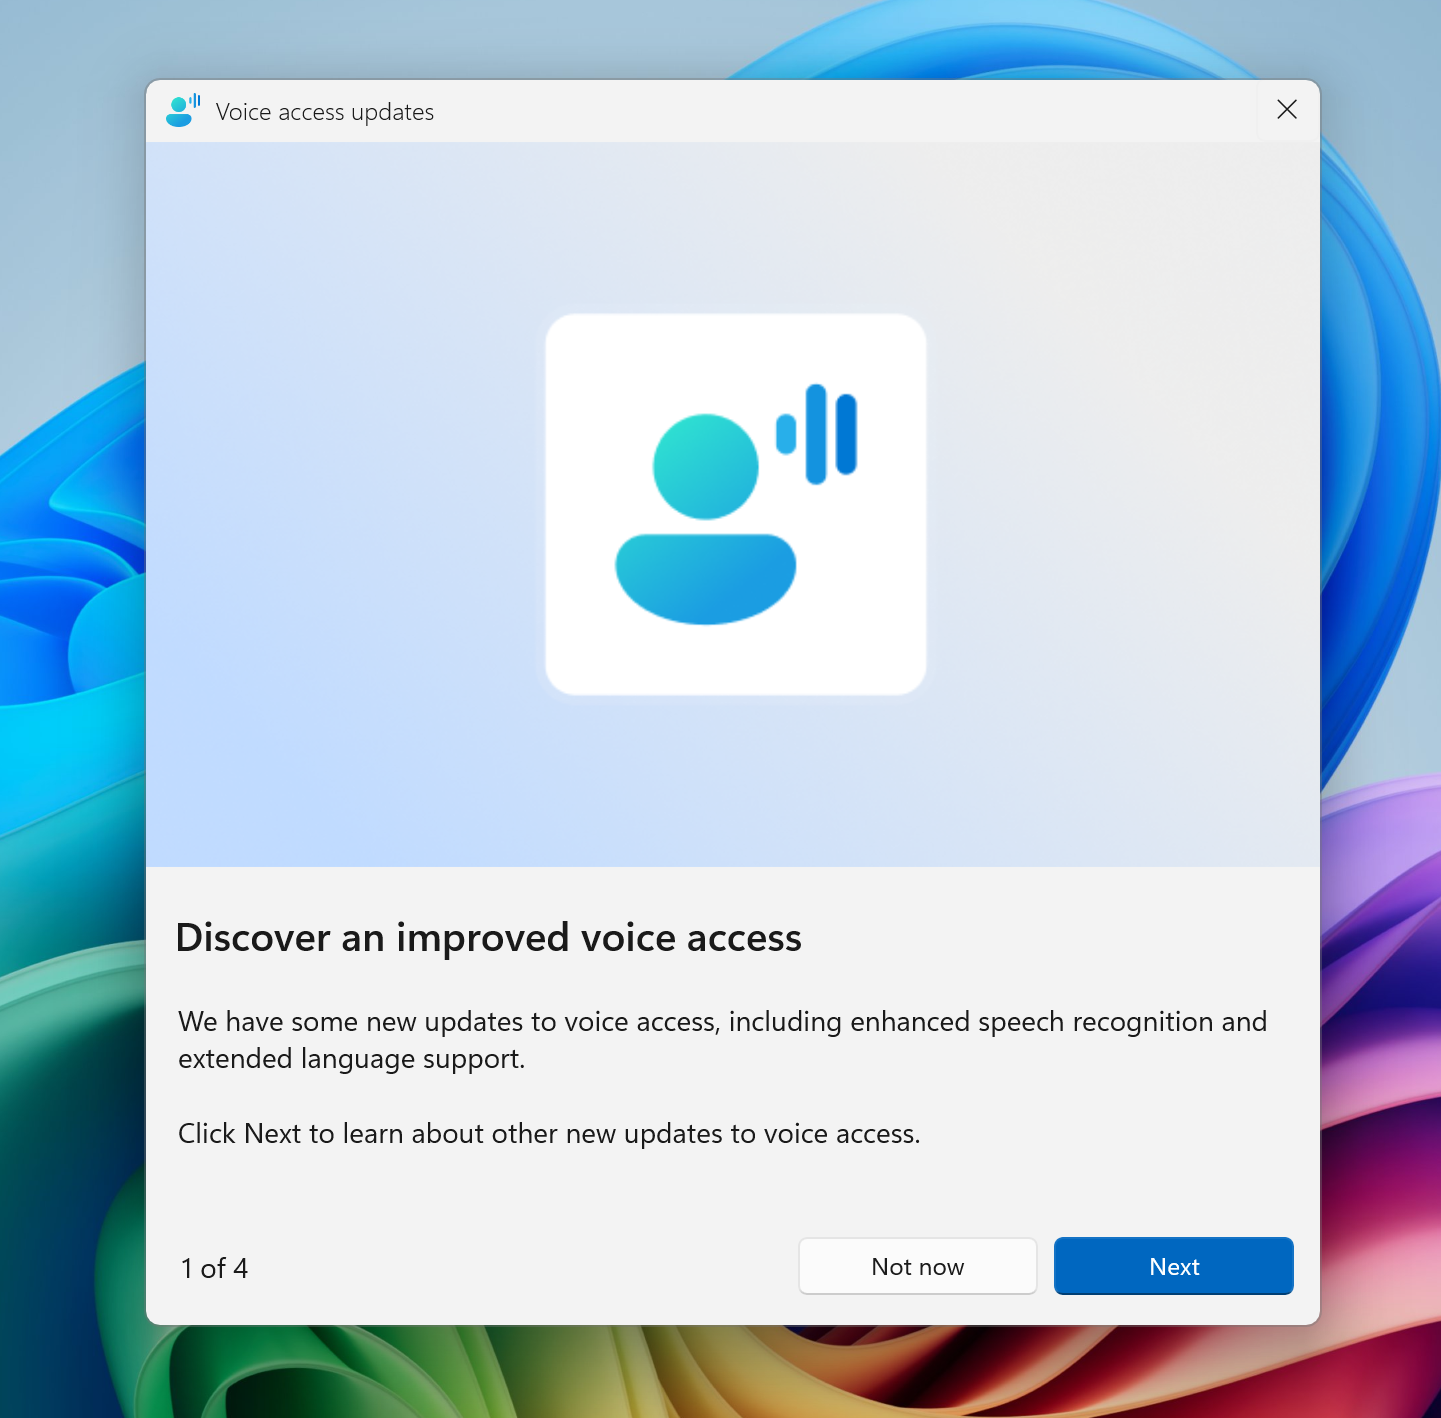 Voice access updates
Discover an improved voice access
We have some new updates to voice access, including enhanced speech recognition and
extended language support.
Click Next to learn about other new updates to voice access.
1 of 4
Not now
Next